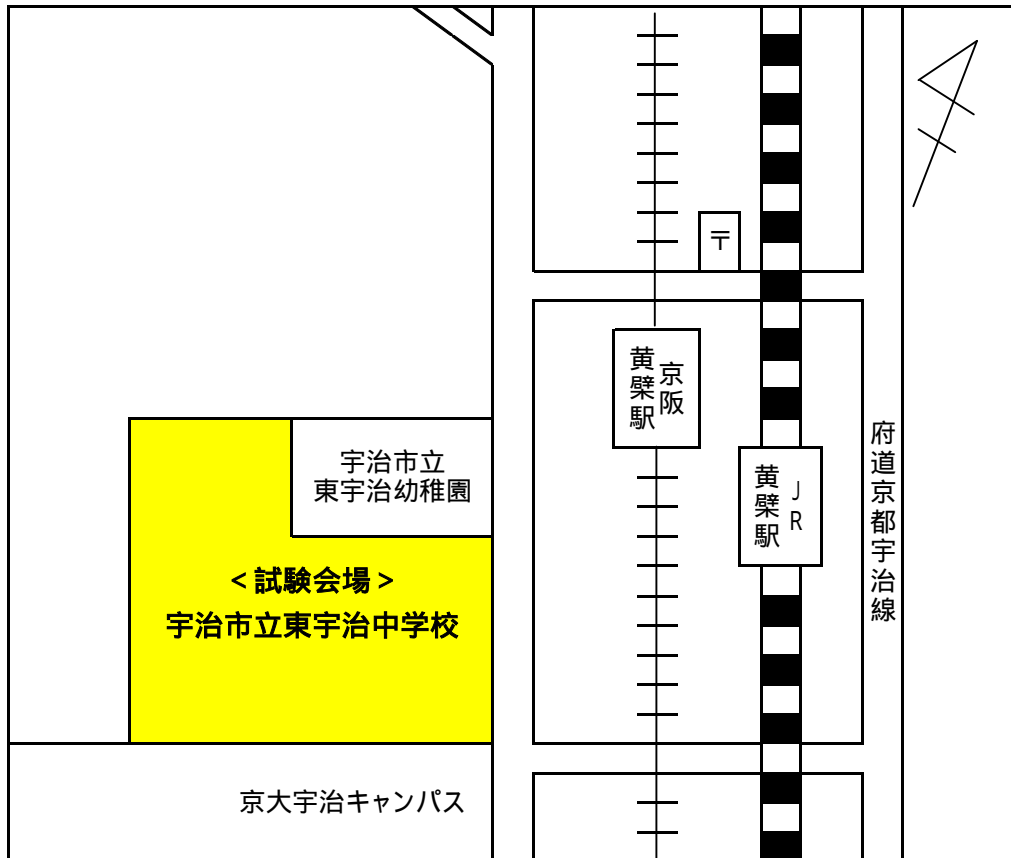 〒
京阪
黄檗駅
JR
黄檗駅
府道京都宇治線
宇治市立
東宇治幼稚園
<試験会場>
宇治市立東宇治中学校
京大宇治キャンパス